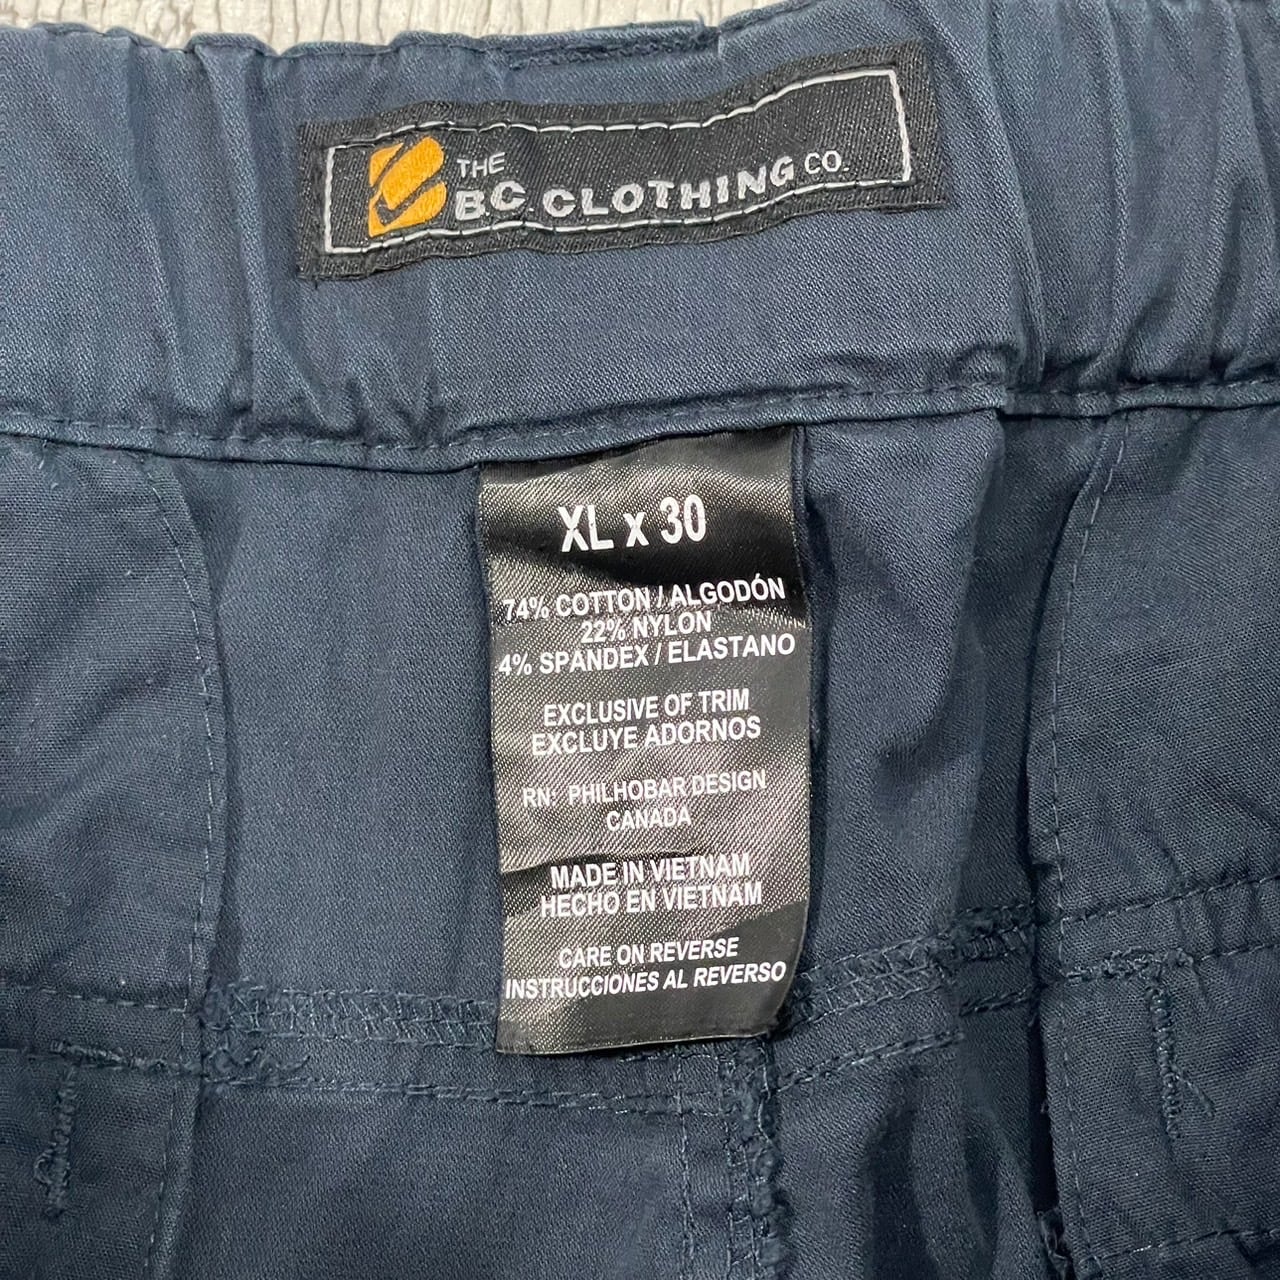 THE
BC CLOTHING CO.
XL x 30
74% COTTON / ALGODÓN
22% NYLON
4% SPANDEX / ELASTANO
EXCLUSIVE OF TRIM
EXCLUYE ADORNOS
RN: PHILHOBAR DESIGN
CANADA
MADE IN VIETNAM
HECHO EN VIETNAM
CARE ON REVERSE
INSTRUCCIONES AL REVERSO